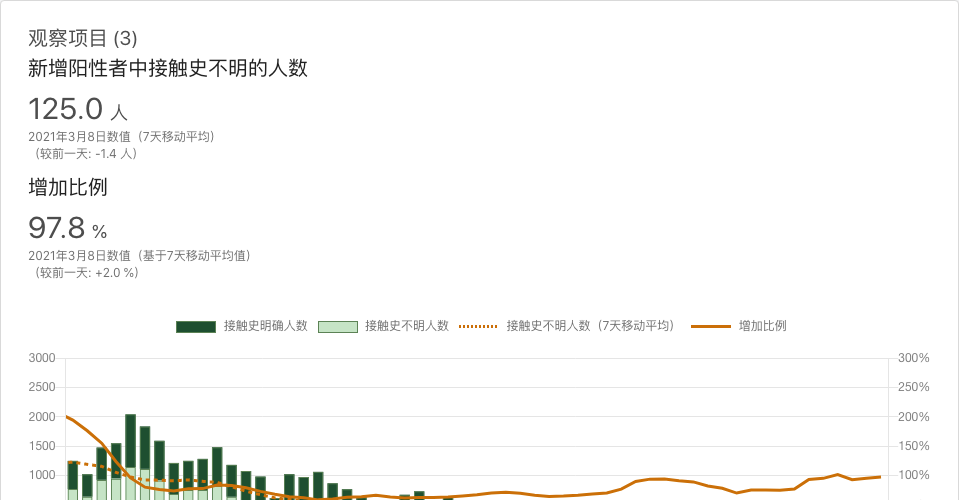 观察项目 (3)
新增阳性者中接触史不明的人数
125.0 人
2021年3月8日数值（7天移动平均）
（较前一天: -1.4 人）
增加比例
97.8 %
2021年3月8日数值（基于7天移动平均值）
（较前一天: +2.0 %）
接触史明确人数 接触史不明人数 接触史不明人数（7天移动平均） 增加比例
3000 300%
2500 250%
2000 200%
1500 150%
1000 100%